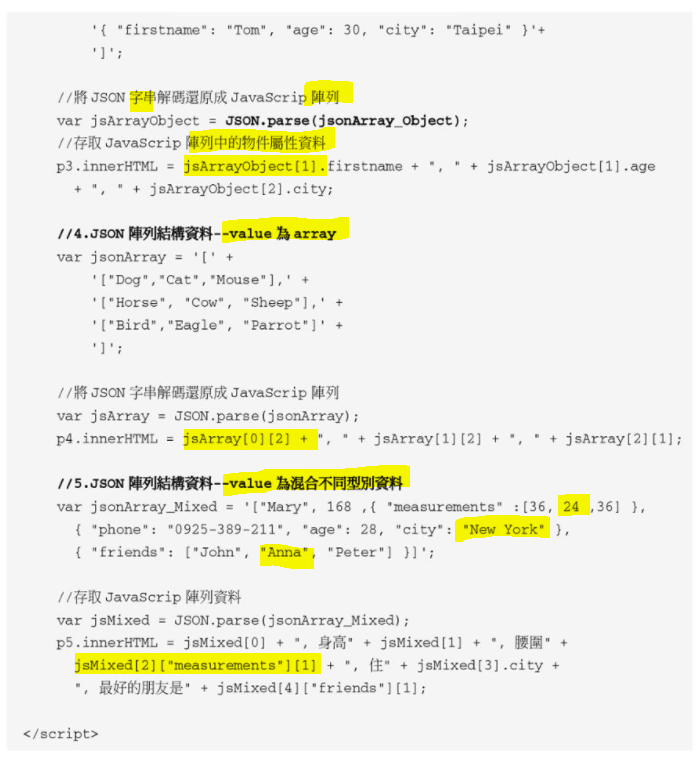 '{ "firstname": "Tom", "age": 30, "city": "Taipei" }'+
']';
//將 JSON 字串解碼還原成 JavaScrip 陣列
var jsArrayObject = JSON.parse(jsonArray_Object);
//存取 JavaScrip 陣列中的物件屬性資料
p3.innerHTML = jsArrayObject[1].firstname + ", " + jsArrayObject[1].age
+ ", " + jsArrayObject[2].city;
//4.JSON 陣列結構資料--value 為 array
var jsonArray = '[' +
'["Dog","Cat","Mouse"],' +
'["Horse", "Cow", "Sheep"],' +
'["Bird","Eagle", "Parrot"]' +
']';
//將 JSON 字串解碼還原成 JavaScrip 陣列
var jsArray = JSON.parse(jsonArray);
p4.innerHTML = jsArray[0][2] + ", " + jsArray[1][2] + ", " + jsArray[2][1];
//5.JSON 陣列結構資料--value 為混合不同型別資料
var jsonArray_Mixed = '["Mary", 168 ,{ "measurements" :[36, 24 ,36] },
{ "phone": "0925-389-211", "age": 28, "city": "New York" },
{ "friends": ["John", "Anna", "Peter"] }]';
//存取 JavaScrip 陣列資料
var jsMixed = JSON.parse(jsonArray_Mixed);
p5.innerHTML = jsMixed[0] + ", 身高" + jsMixed[1] + ", 腰圍" +
jsMixed[2]["measurements"][1] + ", 住" + jsMixed[3].city +
", 最好的朋友是" + jsMixed[4]["friends"][1];
</script>